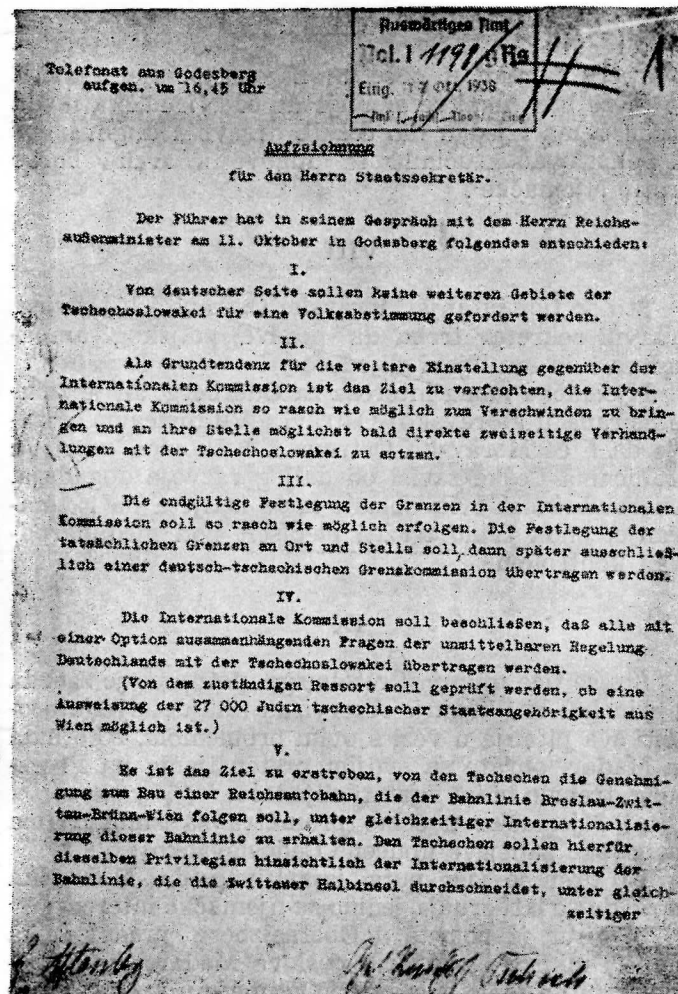 Auswärtiges Amt
Pol. I 1191 gRs
Eing. 17 Okt. 1938
1
Telefonat aus Godesberg
aufgen. um 16,45 Uhr
Aufzeichnung
für den Herrn Staatssekretär.
Der Führer hat in seinem Gespräch mit dem Herrn Reichs-
außenminister am 11. Oktober in Godesberg folgendes entschieden:
I.
Von deutscher Seite sollen keine weiteren Gebiete der
Tschechoslowakei für eine Volksabstimmung gefordert werden.
II.
Als Grundtendenz für die weitere Einstellung gegenüber der
Internationalen Kommission ist das Ziel zu verfechten, die Inter-
nationale Kommission so rasch wie möglich zum Verschwinden zu brin-
gen und an ihre Stelle möglichst bald direkte zweiseitige Verhand-
lungen mit der Tschechoslowakei zu setzen.
III.
Die endgültige Festlegung der Grenzen in der Internationalen
Kommission soll so rasch wie möglich erfolgen. Die Festlegung der
tatsächlichen Grenzen an Ort und Stelle soll dann später ausschließ-
lich einer deutsch-tschechischen Grenzkommission übertragen werden.
IV.
Die Internationale Kommission soll beschließen, daß alle mit
einer Option zusammenhängenden Fragen der unmittelbaren Regelung
Deutschlands mit der Tschechoslowakei übertragen werden.
(Von dem zuständigen Ressort soll geprüft werden, ob eine
Ausweisung der 27 000 Juden tschechischer Staatsangehörigkeit aus
Wien möglich ist.)
V.
Es ist das Ziel zu erstreben, von den Tschechen die Genehmi-
gung zum Bau einer Reichsautobahn, die der Bahnlinie Breslau-Zwit-
tau-Brünn-Wien folgen soll, unter gleichzeitiger Internationalisie-
rung dieser Bahnlinie zu erhalten. Den Tschechen sollen hierfür
dieselben Privilegien hinsichtlich der Internationalisierung der
Bahnlinie, die die Zwittauer Halbinsel durchschneidet, unter gleich-
zeitiger